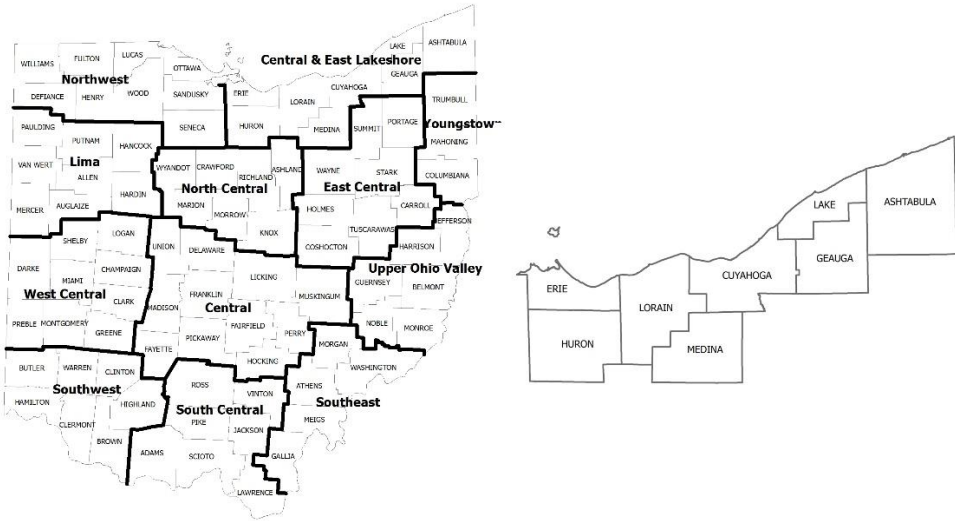 LAKE
ASHTABULA
LUCAS
FULTON
WILLIAMS
OTTAWA
Central & East Lakeshore
GEAUGA
Northwest
CUYAHOGA
DEFIANCE
HENRY
WOOD
SANDUSKY
ERIE
LORAIN
TRUMBULL
PORTAGE
SUMMIT
HURON
MEDINA
SENECA
PAULDING
Youngstow
PUTNAM
MAHONING
HANCOCK
VAN WERT
Lima
WYANDOT
CRAWFORD
RICHLAND
ASHLAND
WAYNE
STARK
ALLEN
COLUMBIANA
North Central
East Central
HARDIN
MERCER
AUGLAIZE
MARION
MORROW
HOLMES
CARROLL
JEFFERSON
KNOX
TUSCARAWAS
LOGAN
SHELBY
UNION
DELAWARE
COSHOCTON
HARRISON
DARKE
CHAMPAIGN
LICKING
Upper Ohio Valley
MIAMI
GUERNSEY
BELMONT
West Central
CLARK
MADISON
FRANKLIN
MUSKINGUM
Central
PREBLE
MONTGOMERY
GREENE
FAIRFIELD
PERRY
NOBLE
MONROE
FAYETTE
PICKAWAY
MORGAN
HOCKING
WASHINGTON
BUTLER
WARREN
CLINTON
ROSS
VINTON
ATHENS
Southwest
HAMILTON
HIGHLAND
South Central
Southeast
CLERMONT
PIKE
JACKSON
MEIGS
BROWN
ADAMS
SCIOTO
GALLIA
LAWRENCE
LAKE
ASHTABULA
GEAUGA
CUYAHOGA
ERIE
LORAIN
HURON
MEDINA